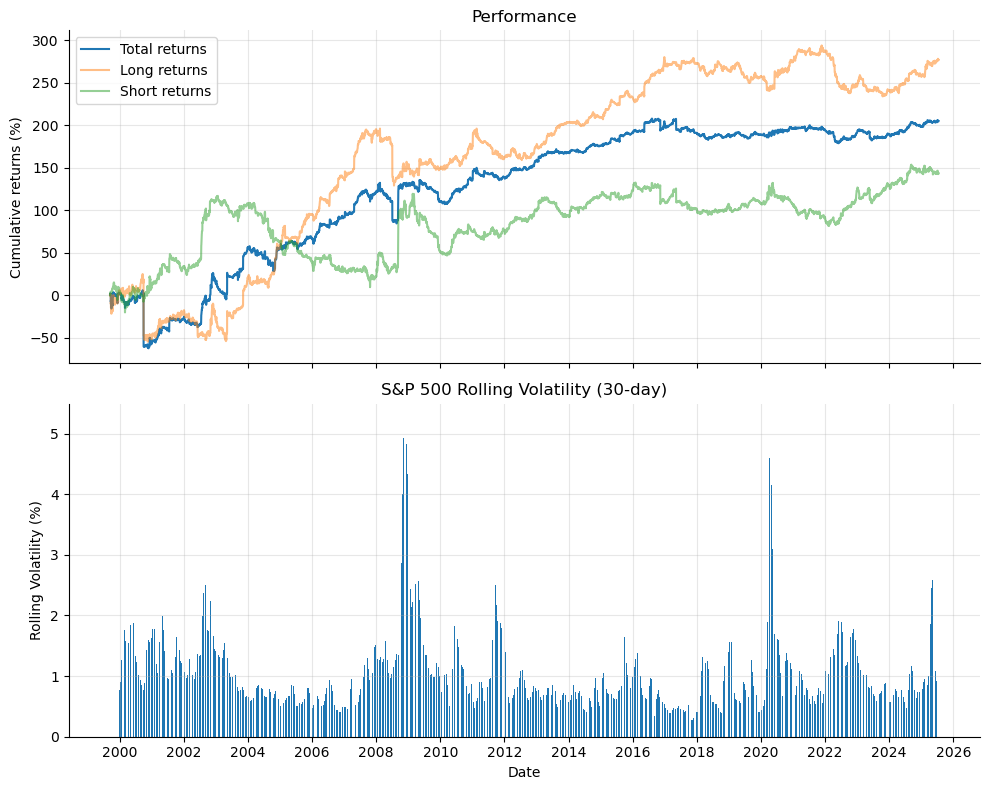 Performance
Total returns
Long returns
Short returns
Cumulative returns (%)
300
250
200
150
100
50
0
−50
S&P 500 Rolling Volatility (30-day)
Rolling Volatility (%)
5
4
3
2
1
0
2000 2002 2004 2006 2008 2010 2012 2014 2016 2018 2020 2022 2024 2026
Date